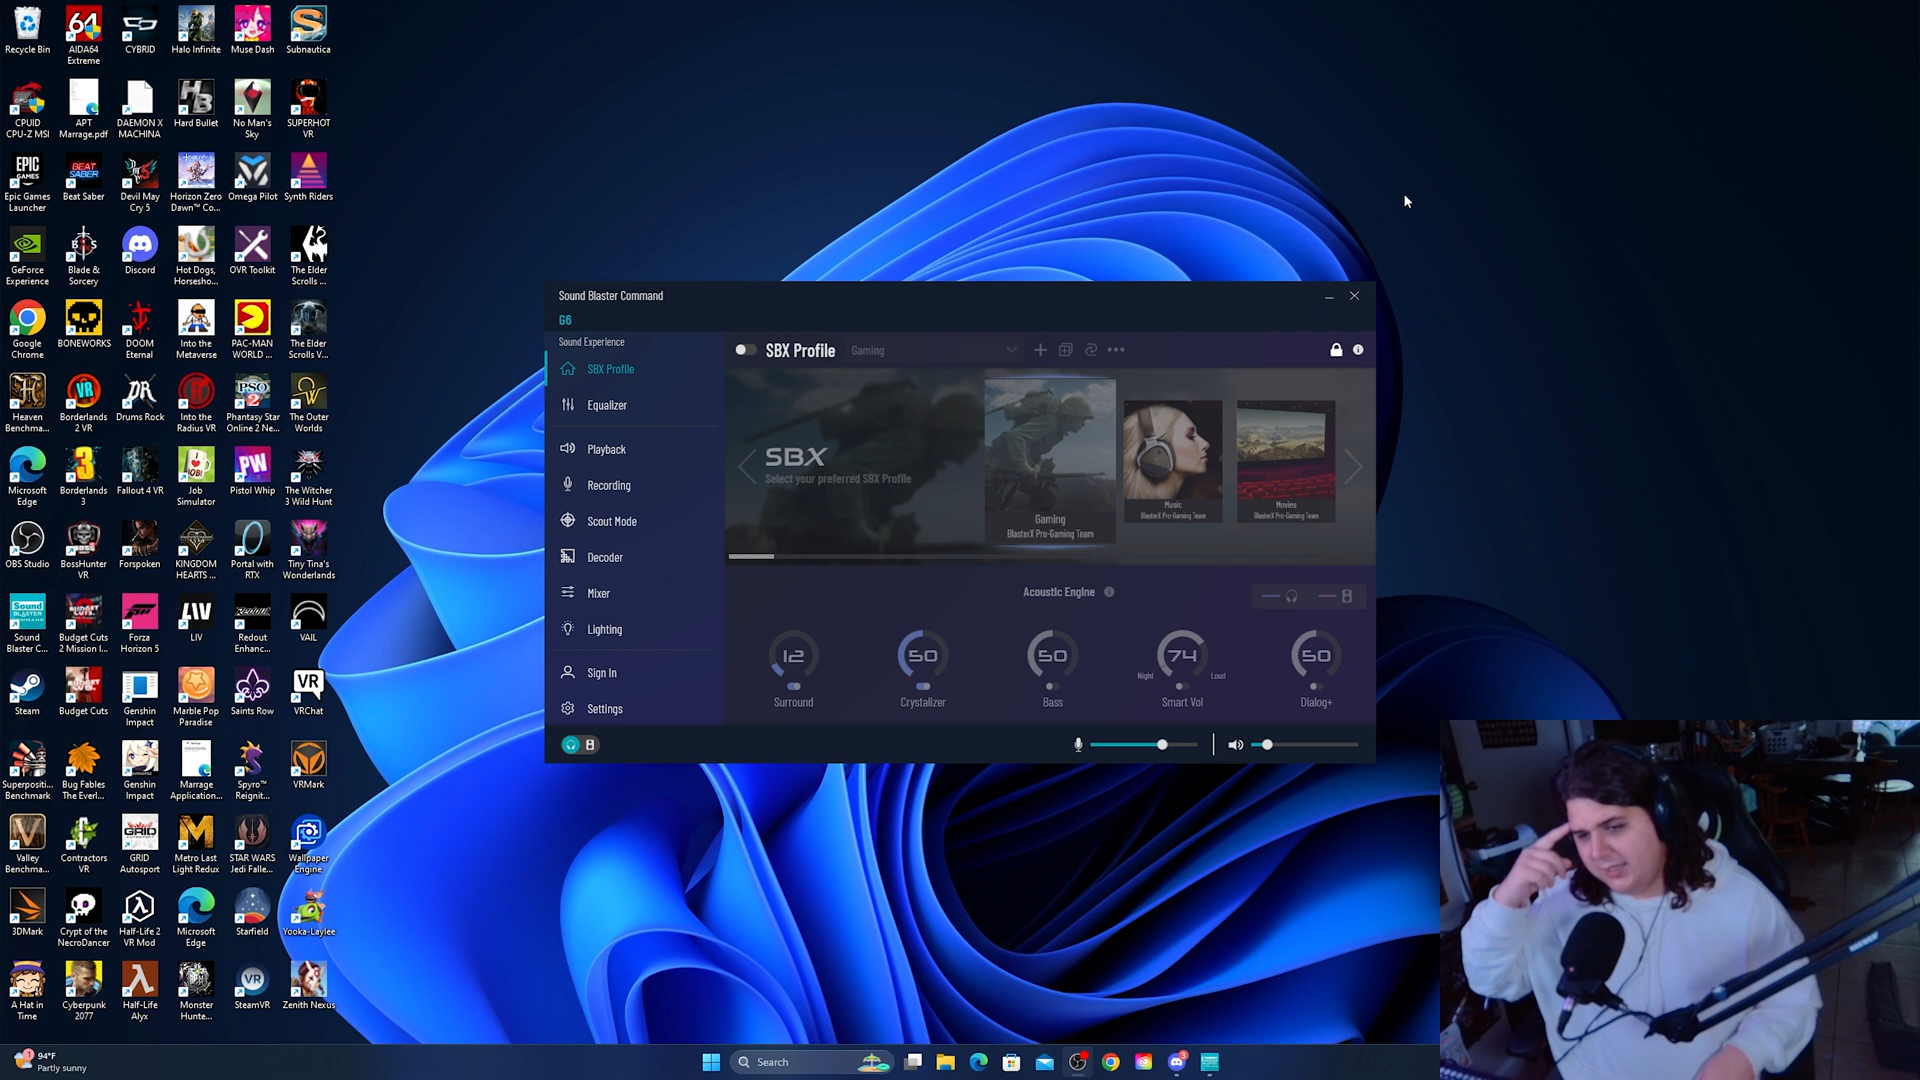 Recycle Bin
AIDA64
Extreme
CYBRID
Halo Infinite
Muse Dash
Subnautica
CPUID
CPU-Z MSI
APT
Marrage.pdf
DAEMON X
MACHINA
Hard Bullet
No Man's
Sky
SUPERHOT
VR
Epic Games
Launcher
Beat Saber
Devil May
Cry 5
Horizon Zero
Dawn™ Co...
Omega Pilot
Synth Riders
GeForce
Experience
Blade &
Sorcery
Discord
Hot Dogs,
Horsesho...
OVR Toolkit
The Elder
Scrolls ...
Google
Chrome
BONEWORKS
DOOM
Eternal
Into the
Metaverse
PAC-MAN
WORLD ...
The Elder
Scrolls V...
Heaven
Benchma...
Borderlands
2 VR
Drums Rock
Into the
Radius VR
Phantasy Star
Online 2 Ne...
The Outer
Worlds
Microsoft
Edge
Borderlands
3
Fallout 4 VR
Job
Simulator
Pistol Whip
The Witcher
3 Wild Hunt
OBS Studio
BossHunter
VR
Forspoken
KINGDOM
HEARTS ...
Portal with
RTX
Tiny Tina's
Wonderlands
Sound
Blaster C...
Budget Cuts
2 Mission I...
Forza
Horizon 5
LIV
Redout
Enhanc...
VAIL
Steam
Budget Cuts
Genshin
Impact
Marble Pop
Paradise
Saints Row
VRChat
Superpositi...
Benchmark
Bug Fables
The Everl...
Genshin
Impact
Marrage
Application...
Spyro™
Reignit...
VRMark
Valley
Benchma...
Contractors
VR
GRID
Autosport
Metro Last
Light Redux
STAR WARS
Jedi Falle...
Wallpaper
Engine
3DMark
Crypt of the
NecroDancer
Half-Life 2
VR Mod
Microsoft
Edge
Starfield
Yooka-Laylee
A Hat in
Time
Cyberpunk
2077
Half-Life
Alyx
Monster
Hunte...
SteamVR
Zenith Nexus
Sound Blaster Command
G6
Sound Experience
SBX Profile
Equalizer
Playback
Recording
Scout Mode
Decoder
Mixer
Lighting
Sign In
Settings
SBX Profile
Gaming
SBX
Select your preferred SBX Profile
Gaming
BlasterX Pro-Gaming Team
Music
BlasterX Pro-Gaming Team
Movies
BlasterX Pro-Gaming Team
Acoustic Engine
12
Surround
50
Crystalizer
50
Bass
74
Night
Loud
Smart Vol
50
Dialog+
94°F
Partly sunny
Search
3
NEEWER